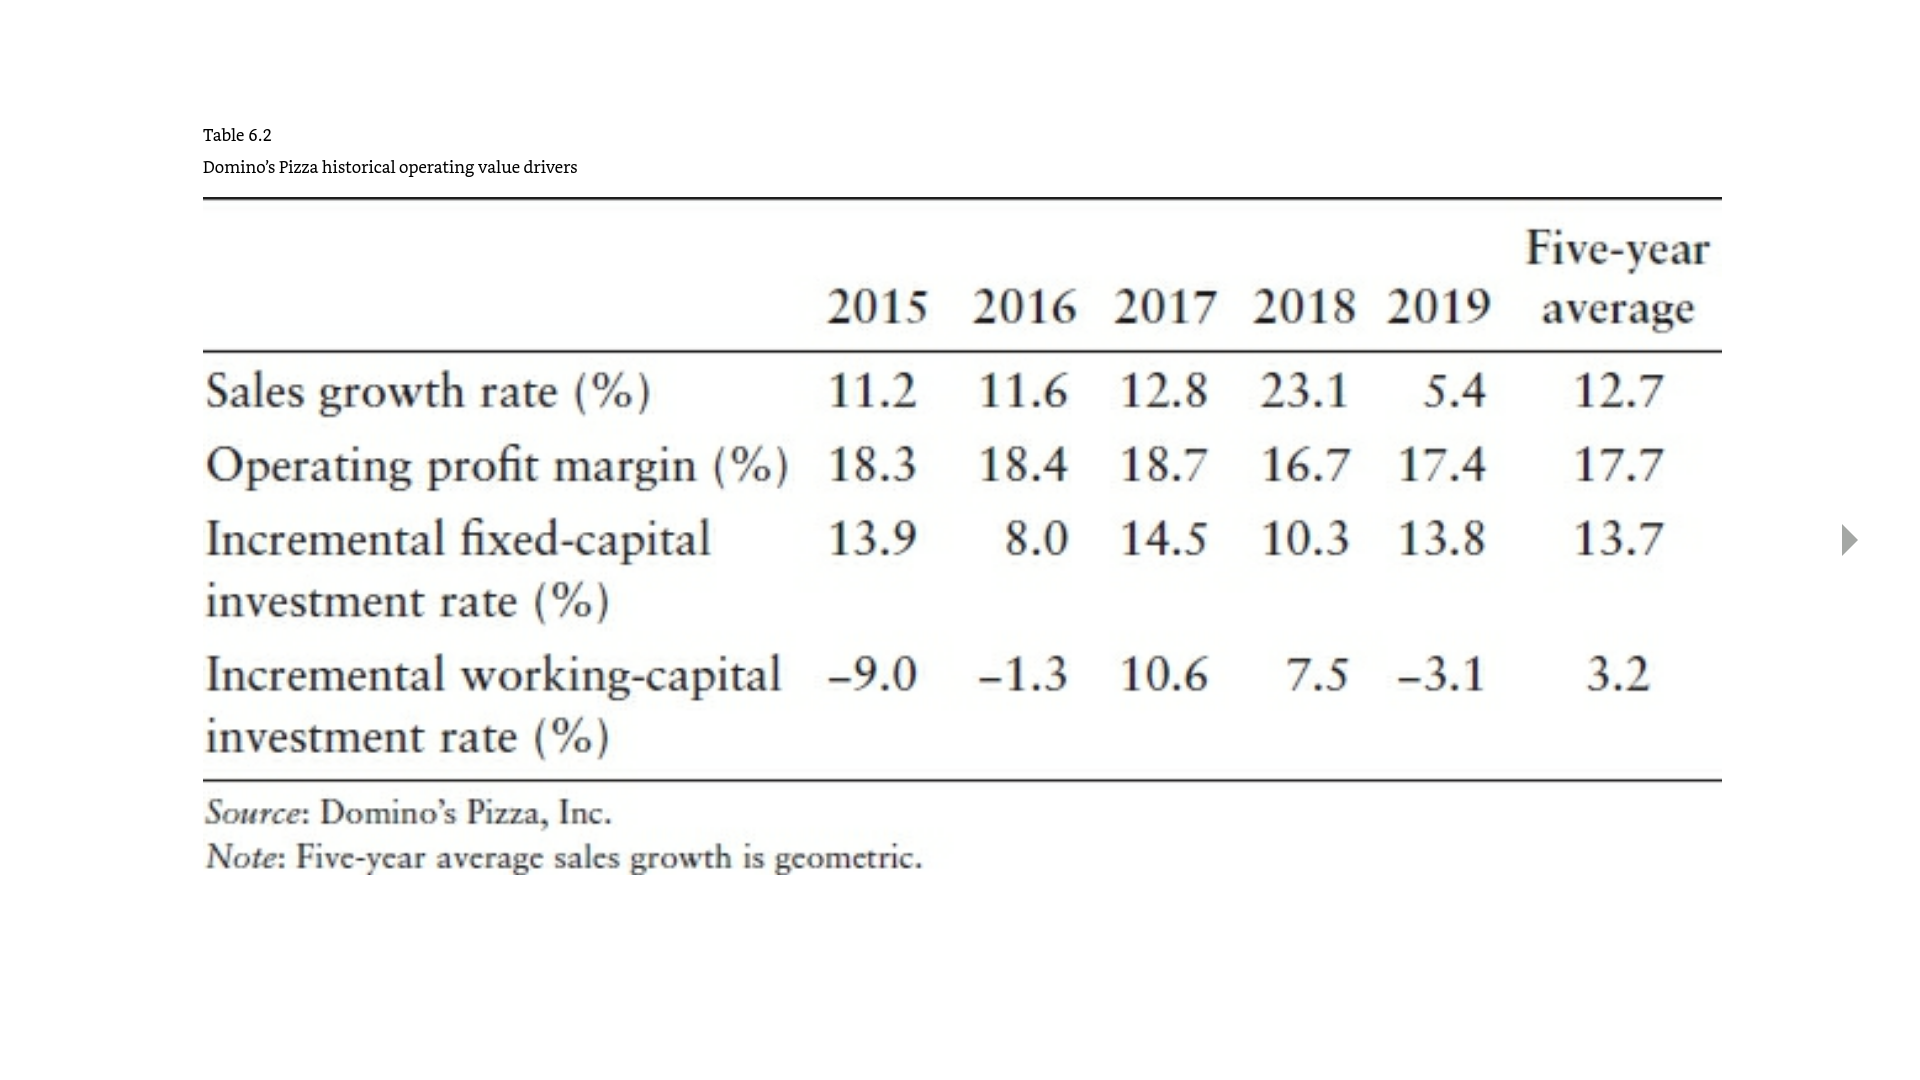 Table 6.2
Domino’s Pizza historical operating value drivers
Five-year
2015 2016 2017 2018 2019 average
Sales growth rate (%) 11.2 11.6 12.8 23.1 5.4 12.7
Operating profit margin (%) 18.3 18.4 18.7 16.7 17.4 17.7
Incremental fixed-capital 13.9 8.0 14.5 10.3 13.8 13.7
investment rate (%)
Incremental working-capital –9.0 –1.3 10.6 7.5 –3.1 3.2
investment rate (%)
Source: Domino’s Pizza, Inc.
Note: Five-year average sales growth is geometric.